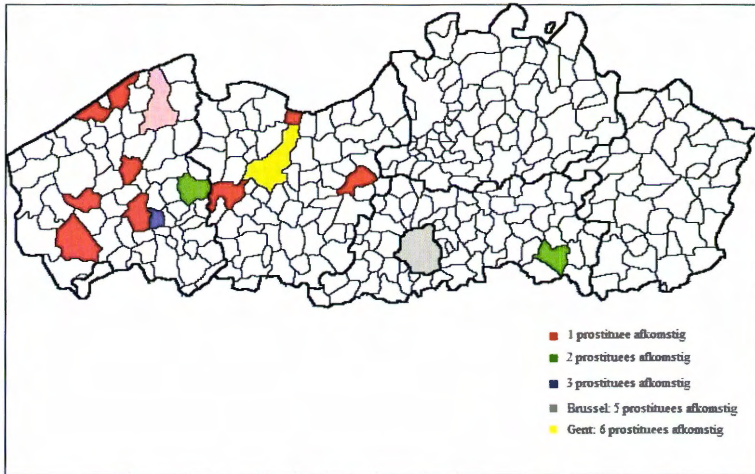 1 prostituee afkomstig
2 prostituees afkomstig
3 prostituees afkomstig
Brussel: 5 prostituees afkomstig
Gent: 6 prostituees afkomstig